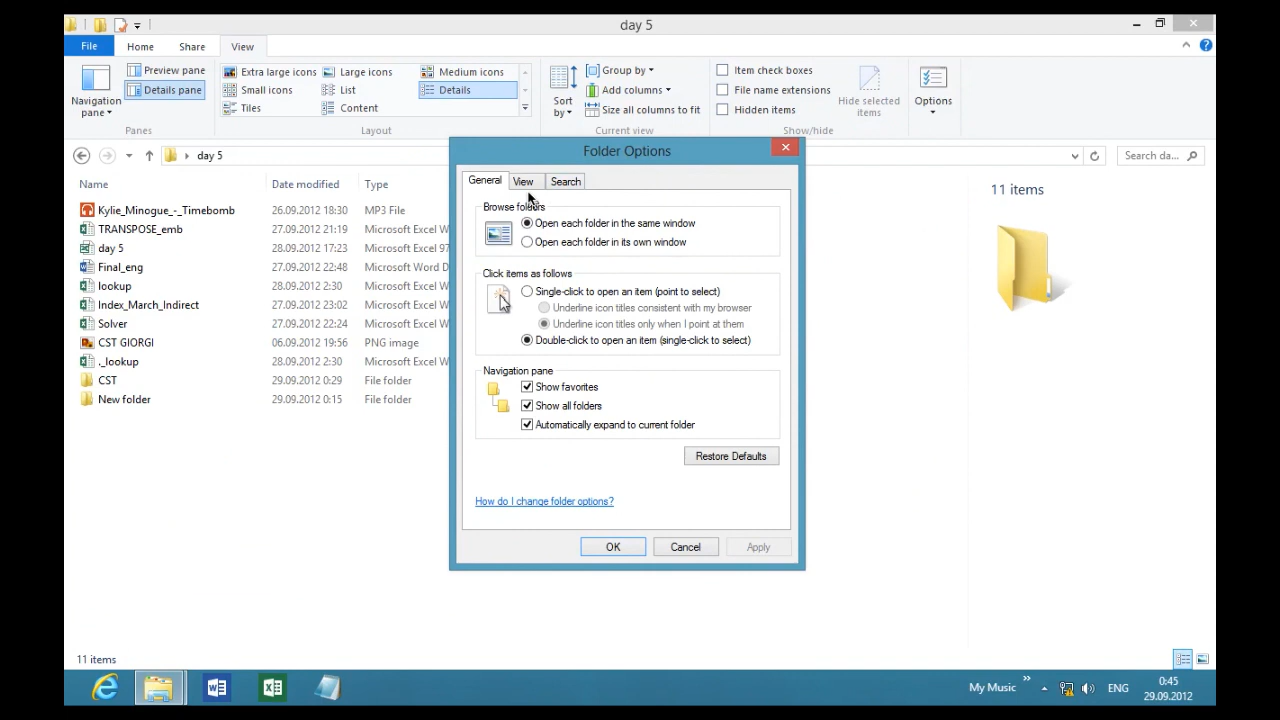 day 5
File Home Share View
Navigation pane
Preview pane
Details pane
Panes
Extra large icons Large icons Medium icons
Small icons List Details
Tiles Content
Layout
Sort by
Group by
Add columns
Size all columns to fit
Current view
Item check boxes
File name extensions
Hidden items
Hide selected items
Show/hide
Options
day 5
Search da...
Name Date modified Type
Kylie_Minogue_-_Timebomb 26.09.2012 18:30 MP3 File
TRANSPOSE_emb 27.09.2012 21:19 Microsoft Excel W
day 5 28.09.2012 17:23 Microsoft Excel 97
Final_eng 27.09.2012 22:48 Microsoft Word D
lookup 28.09.2012 2:30 Microsoft Excel W
Index_March_Indirect 27.09.2012 23:02 Microsoft Excel W
Solver 27.09.2012 22:24 Microsoft Excel W
CST GIORGI 06.09.2012 19:56 PNG image
._lookup 28.09.2012 2:30 Microsoft Excel W
CST 29.09.2012 0:29 File folder
New folder 29.09.2012 0:15 File folder
Folder Options
General View Search
Browse folders
Open each folder in the same window
Open each folder in its own window
Click items as follows
Single-click to open an item (point to select)
Underline icon titles consistent with my browser
Underline icon titles only when I point at them
Double-click to open an item (single-click to select)
Navigation pane
Show favorites
Show all folders
Automatically expand to current folder
Restore Defaults
How do I change folder options?
OK Cancel Apply
11 items
11 items
My Music ENG 0:45
29.09.2012